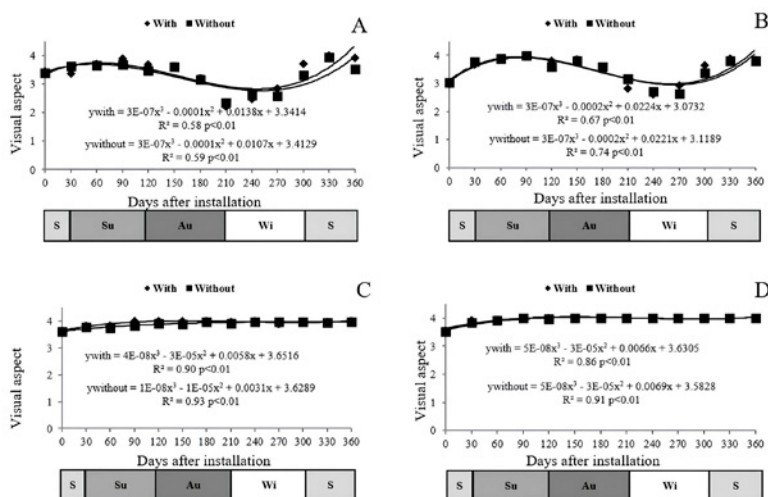 With Without
A
Visual aspect
4
3
2
1
ywith = 3E-07x³ - 0.0001x² + 0.0138x + 3.3414
R² = 0.58 p<0.01
ywithout = 3E-07x³ - 0.0001x² + 0.0107x + 3.4129
R² = 0.59 p<0.01
0 30 60 90 120 150 180 210 240 270 300 330 360
Days after installation
S Su Au Wi S
With Without
B
Visual aspect
4
3
2
1
ywith = 3E-07x³ - 0.0002x² + 0.0224x + 3.0732
R² = 0.67 p<0.01
ywithout = 3E-07x³ - 0.0002x² + 0.0221x + 3.1189
R² = 0.74 p<0.01
0 30 60 90 120 150 180 210 240 270 300 330 360
Days after installation
S Su Au Wi S
With Without
C
Visual aspect
4
3
2
1
ywith = 4E-08x³ - 3E-05x² + 0.0058x + 3.6516
R² = 0.90 p<0.01
ywithout = 1E-08x³ - 1E-05x² + 0.0031x + 3.6289
R² = 0.93 p<0.01
0 30 60 90 120 150 180 210 240 270 300 330 360
Days after installation
S Su Au Wi S
With Without
D
Visual aspect
4
3
2
1
ywith = 5E-08x³ - 3E-05x² + 0.0066x + 3.6305
R² = 0.86 p<0.01
ywithout = 5E-08x³ - 3E-05x² + 0.0069x + 3.5828
R² = 0.91 p<0.01
0 30 60 90 120 150 180 210 240 270 300 330 360
Days after installation
S Su Au Wi S